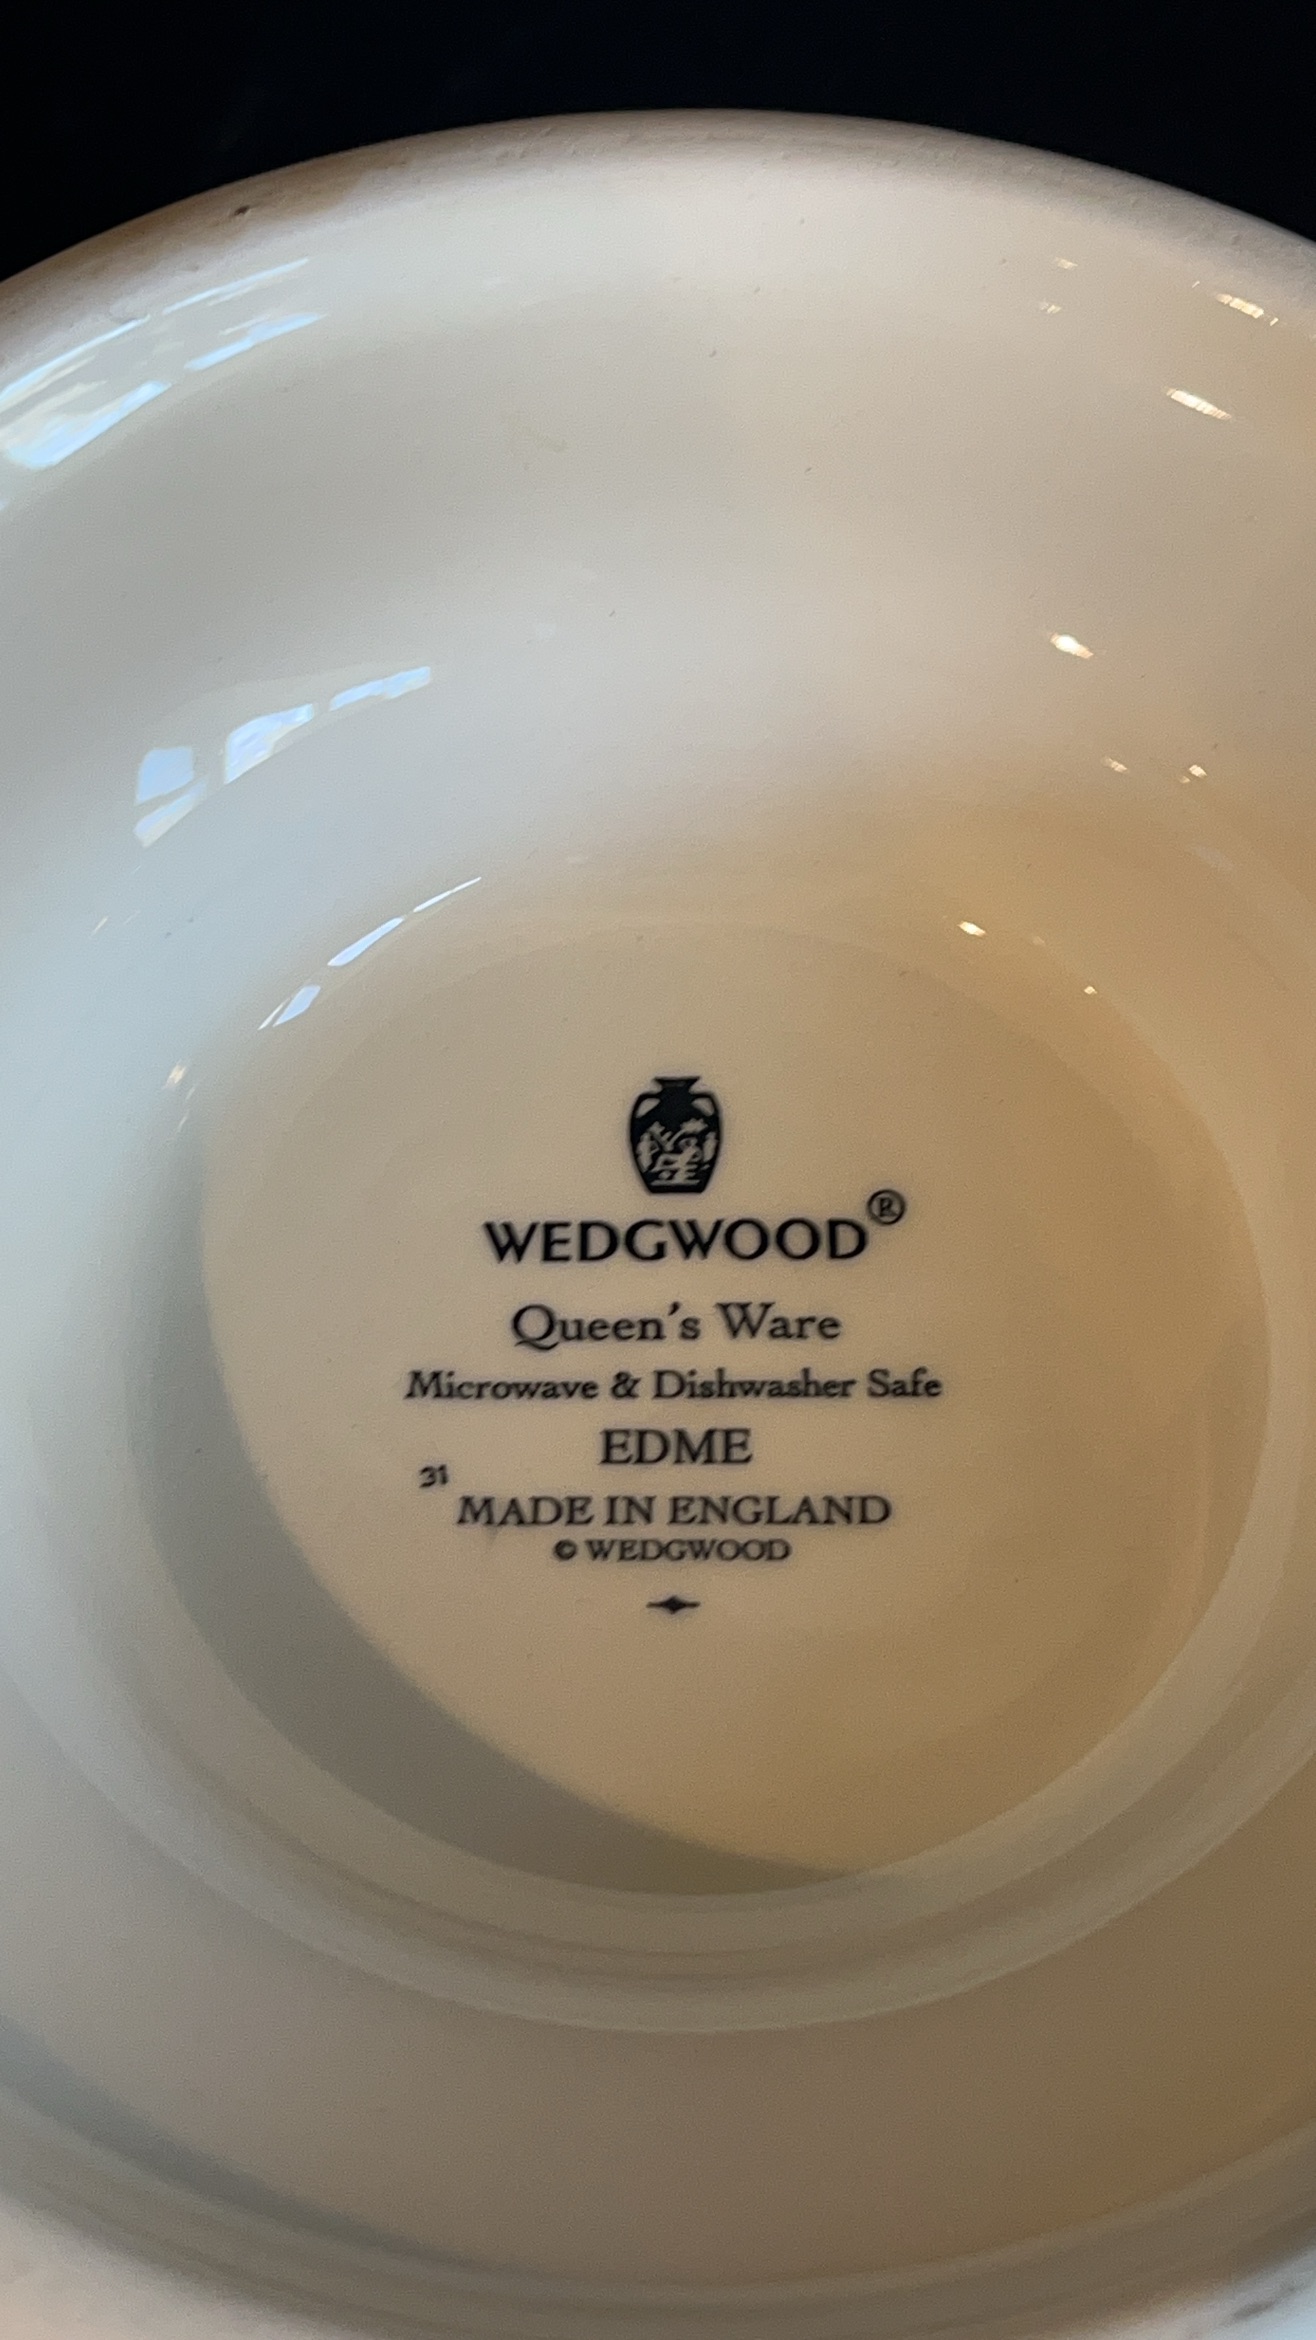 WEDGWOOD®
Queen's Ware
Microwave & Dishwasher Safe
EDME
31
MADE IN ENGLAND
© WEDGWOOD